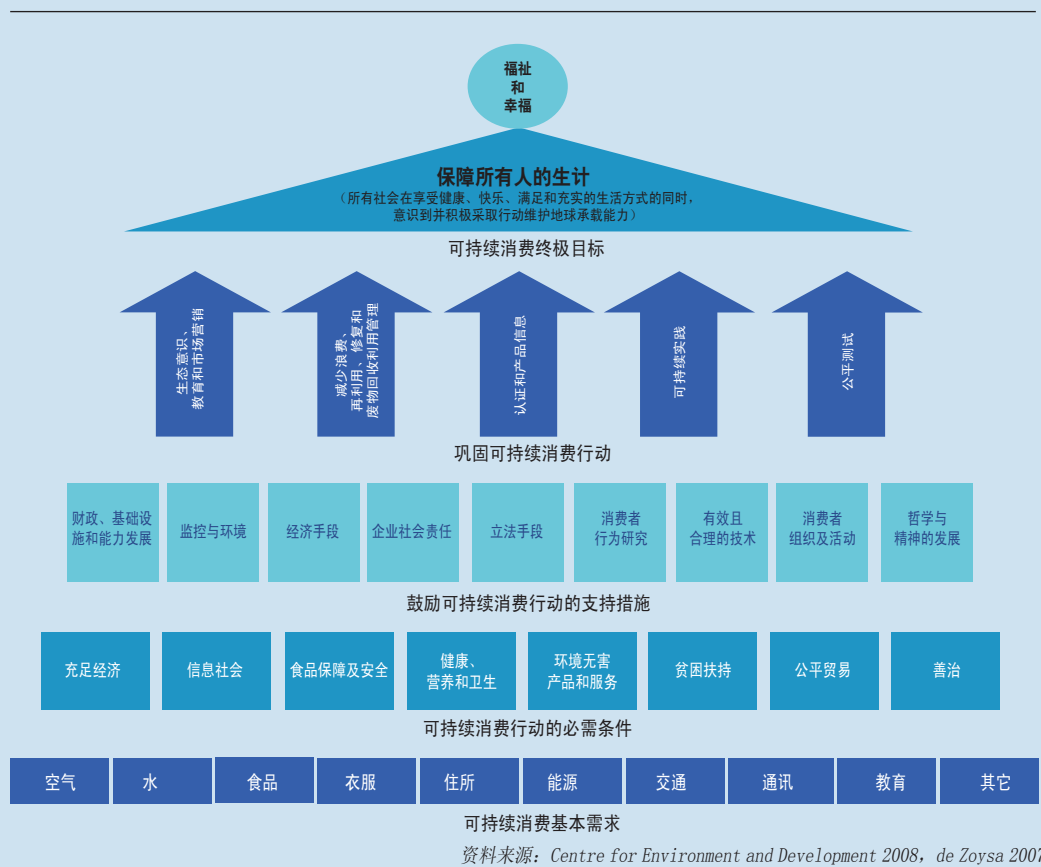 福祉
和
幸福
保障所有人的生计
（所有社会在享受健康、快乐、满足和充实的生活方式的同时，
意识到并积极采取行动维护地球承载能力）
可持续消费终极目标
生态意识、
教育和市场营销
减少浪费、
再利用、修复和
废物回收利用管理
认证和产品信息
可持续实践
公平测试
巩固可持续消费行动
财政、基础设
施和能力发展
监控与环境
经济手段
企业社会责任
立法手段
消费者
行为研究
有效且
合理的技术
消费者
组织及活动
哲学与
精神的发展
鼓励可持续消费行动的支持措施
充足经济
信息社会
食品保障及安全
健康、
营养和卫生
环境无害
产品和服务
贫困扶持
公平贸易
善治
可持续消费行动的必需条件
空气
水
食品
衣服
住所
能源
交通
通讯
教育
其它
可持续消费基本需求
资料来源：Centre for Environment and Development 2008，de Zoysa 2007